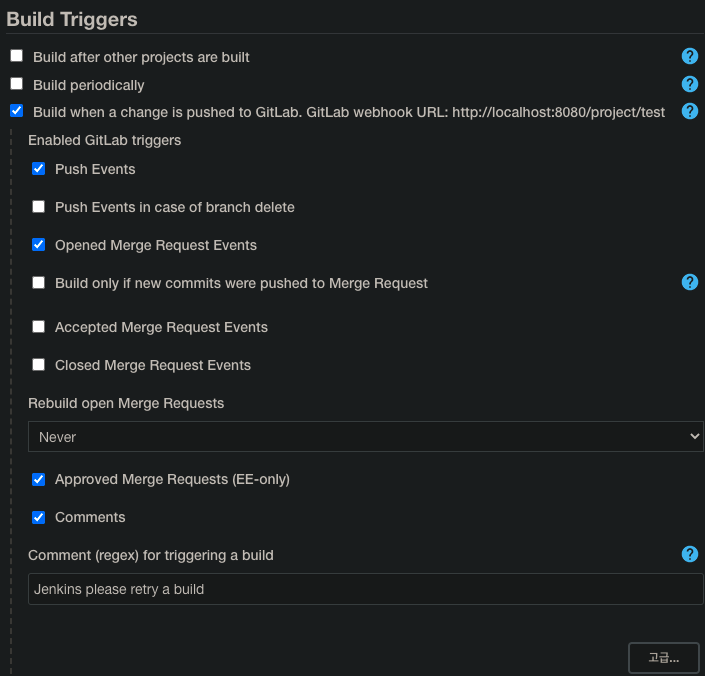 Build Triggers
Build after other projects are built
Build periodically
Build when a change is pushed to GitLab. GitLab webhook URL: http://localhost:8080/project/test
Enabled GitLab triggers
Push Events
Push Events in case of branch delete
Opened Merge Request Events
Build only if new commits were pushed to Merge Request
Accepted Merge Request Events
Closed Merge Request Events
Rebuild open Merge Requests
Never
Approved Merge Requests (EE-only)
Comments
Comment (regex) for triggering a build
Jenkins please retry a build
고급...